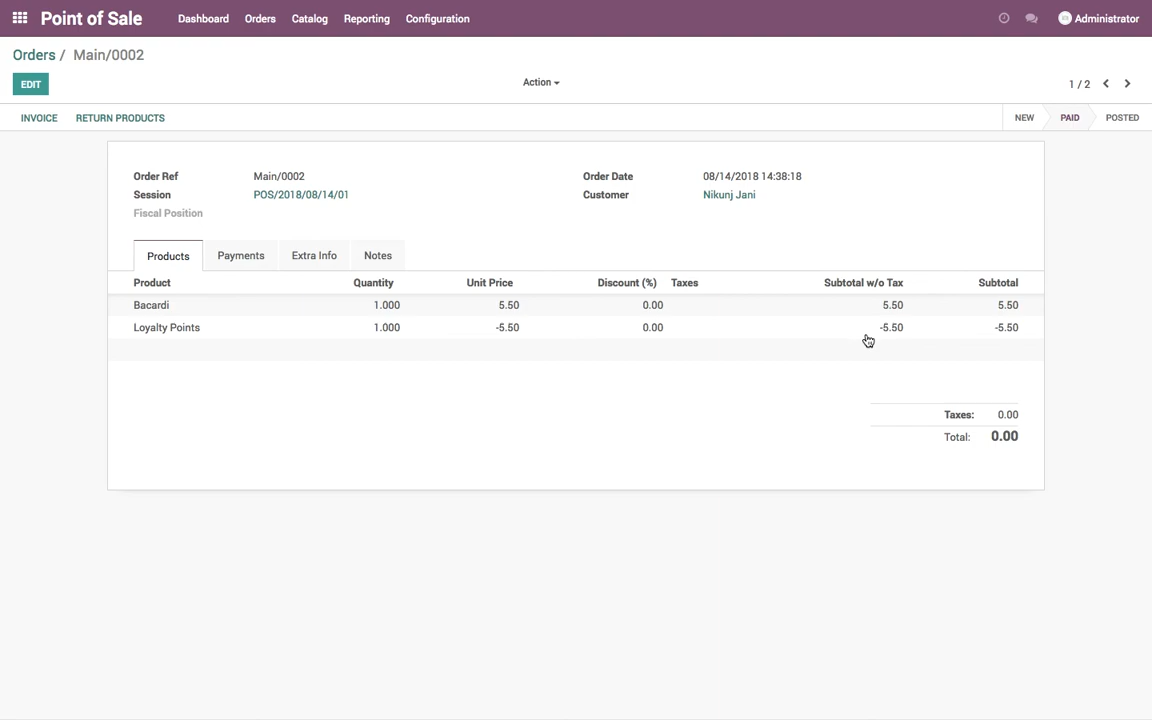 Point of Sale Dashboard Orders Catalog Reporting Configuration Administrator
Orders / Main/0002
EDIT Action 1 / 2
INVOICE RETURN PRODUCTS NEW PAID POSTED
Order Ref Main/0002 Order Date 08/14/2018 14:38:18
Session POS/2018/08/14/01 Customer Nikunj Jani
Fiscal Position
Products Payments Extra Info Notes
Product Quantity Unit Price Discount (%) Taxes Subtotal w/o Tax Subtotal
Bacardi 1.000 5.50 0.00 5.50 5.50
Loyalty Points 1.000 -5.50 0.00 -5.50 -5.50
Taxes: 0.00
Total: 0.00